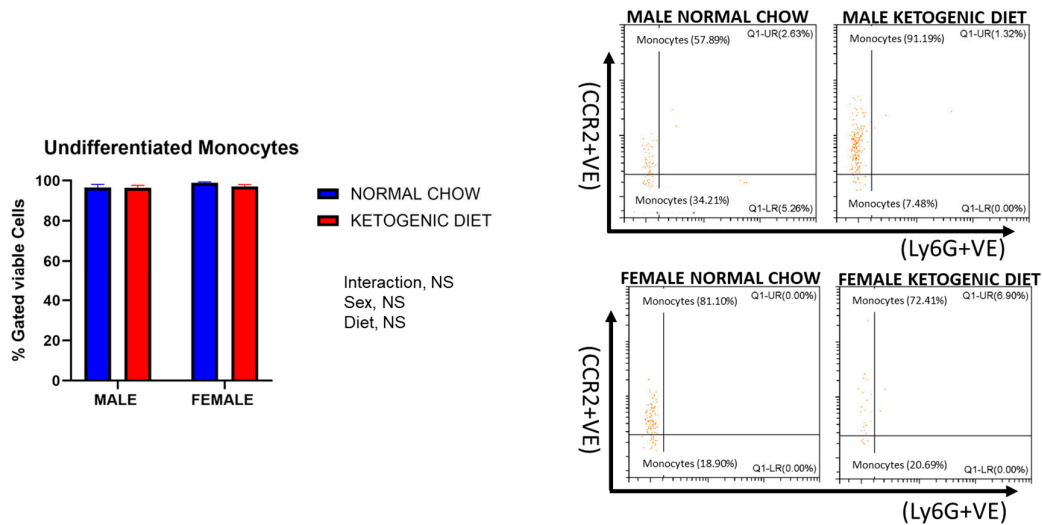 Undifferentiated Monocytes
% Gated viable Cells
100
80
60
40
20
0
MALE
FEMALE
NORMAL CHOW
KETOGENIC DIET
Interaction, NS
Sex, NS
Diet, NS
MALE NORMAL CHOW
Monocytes (57.89%)
Q1-UR(2.63%)
Monocytes (34.21%)
Q1-LR(5.26%)
MALE KETOGENIC DIET
Monocytes (91.19%)
Q1-UR(1.32%)
Monocytes (7.48%)
Q1-LR(0.00%)
(CCR2+VE)
(Ly6G+VE)
FEMALE NORMAL CHOW
Monocytes (81.10%)
Q1-UR(0.00%)
Monocytes (18.90%)
Q1-LR(0.00%)
FEMALE KETOGENIC DIET
Monocytes (72.41%)
Q1-UR(6.90%)
Monocytes (20.69%)
Q1-LR(0.00%)
(CCR2+VE)
(Ly6G+VE)